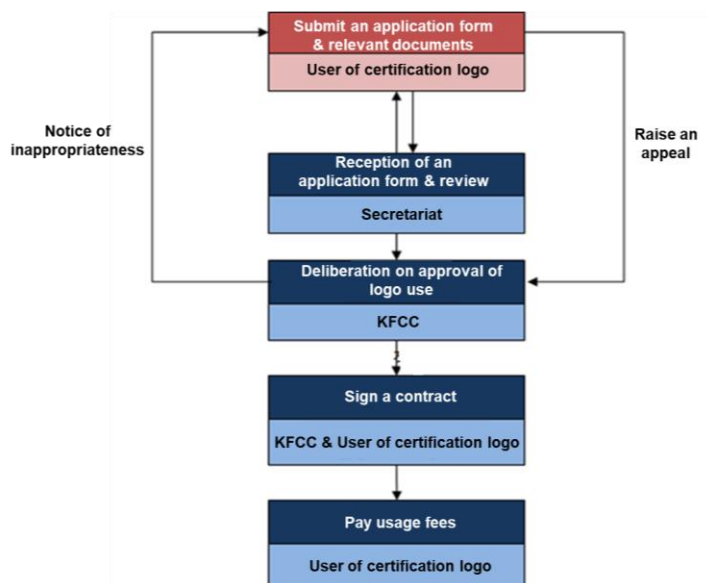 Submit an application form
& relevant documents
User of certification logo
Notice of
inappropriateness
Raise an
appeal
Reception of an
application form & review
Secretariat
Deliberation on approval of
logo use
KFCC
Sign a contract
KFCC & User of certification logo
Pay usage fees
User of certification logo